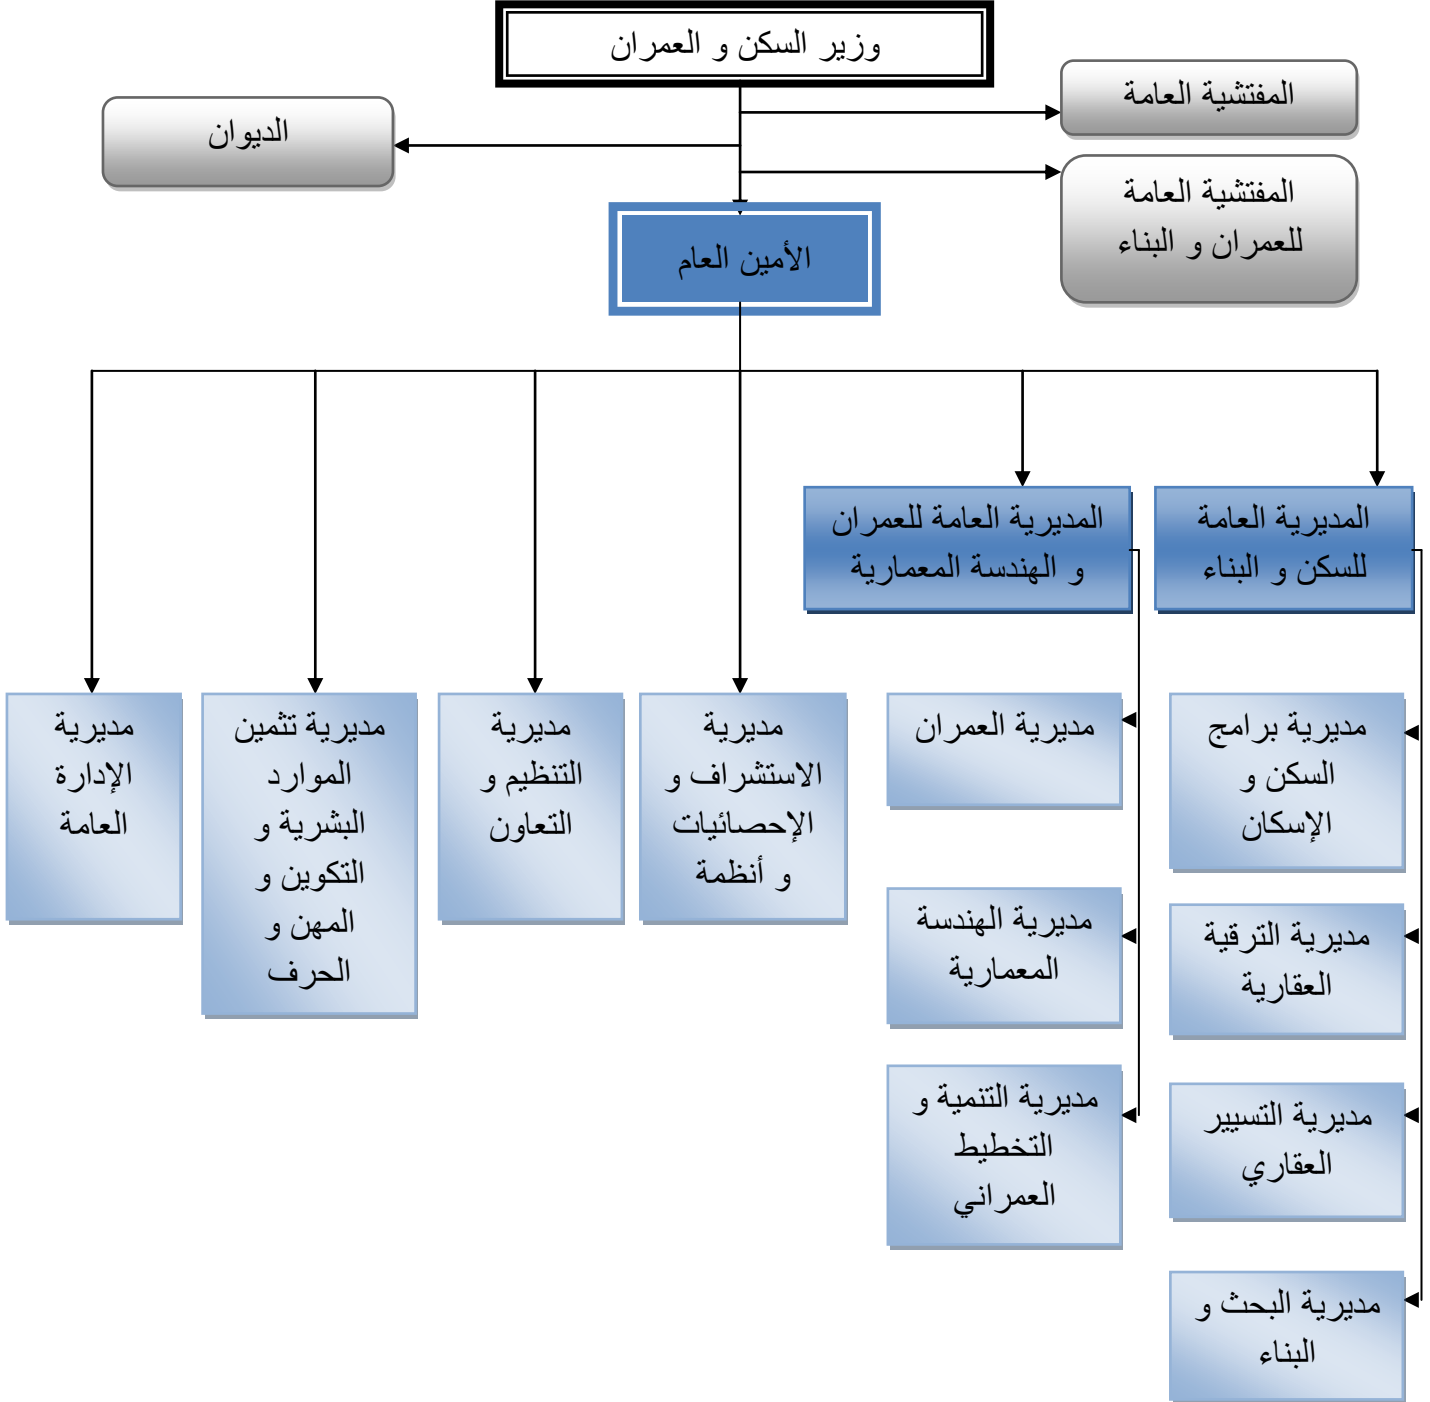 وزير السكن و العمران
المفتشية العامة
الديوان
المفتشية العامة
للعمران و البناء
الأمين العام
المديرية العامة
للسكن و البناء
المديرية العامة للعمران
و الهندسة المعمارية
مديرية برامج
السكن و
الإسكان
مديرية الترقية
العقارية
مديرية التسيير
العقاري
مديرية البحث و
البناء
مديرية العمران
مديرية الهندسة
المعمارية
مديرية التنمية و
التخطيط
العمراني
مديرية
الاستشراف و
الإحصائيات
و أنظمة
مديرية
التنظيم و
التعاون
مديرية تثمين
الموارد
البشرية و
التكوين و
المهن و
الحرف
مديرية
الإدارة
العامة